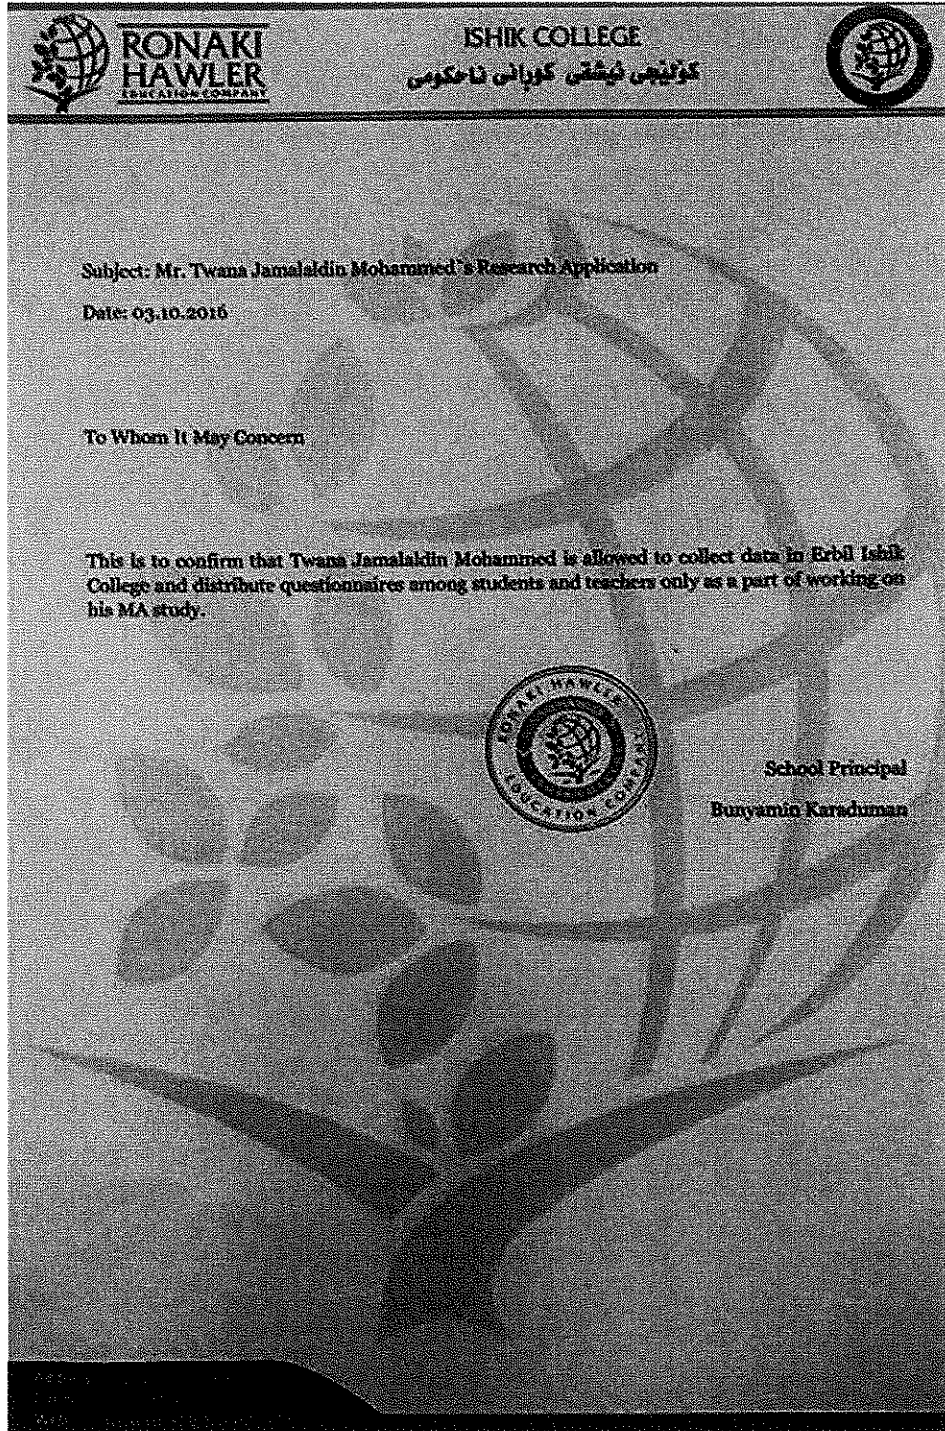 RONAKI
HAWLER
EDUCATION COMPANY
ISHIK COLLEGE
کۆلێجی ئیشقی کورانی ناحکومی
Subject: Mr. Twana Jamalaldin Mohammed`s Research Application
Date: 03.10.2016
To Whom It May Concern
This is to confirm that Twana Jamalaldin Mohammed is allowed to collect data in Erbil Ishik
College and distribute questionnaires among students and teachers only as a part of working on
his MA study.
RONAKI HAWLER
EDUCATION COMPANY
School Principal
Bunyamin Karaduman